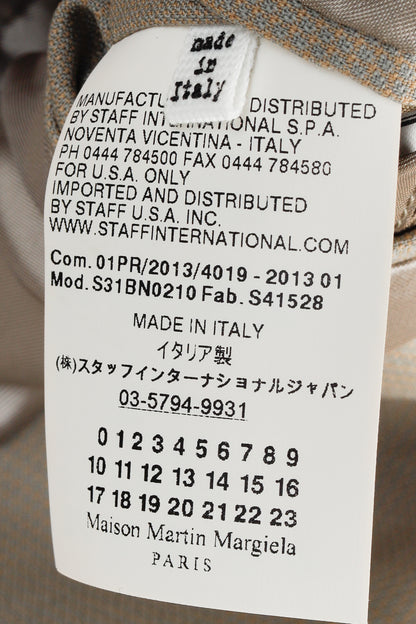 made
in
Italy
MANUFACTU DISTRIBUTED
BY STAFF INTERNATIONAL S.P.A.
NOVENTA VICENTINA - ITALY
PH 0444 784500 FAX 0444 784580
FOR U.S.A. ONLY
IMPORTED AND DISTRIBUTED
BY STAFF U.S.A. INC.
WWW.STAFFINTERNATIONAL.COM
Com. 01PR/2013/4019 - 2013 01
Mod. S31BN0210 Fab. S41528
MADE IN ITALY
イタリア製
(株)スタッフインターナショナルジャパン
03-5794-9931
0 1 2 3 4 5 6 7 8 9
10 11 12 13 14 15 16
17 18 19 20 21 22 23
Maison Martin Margiela
PARIS